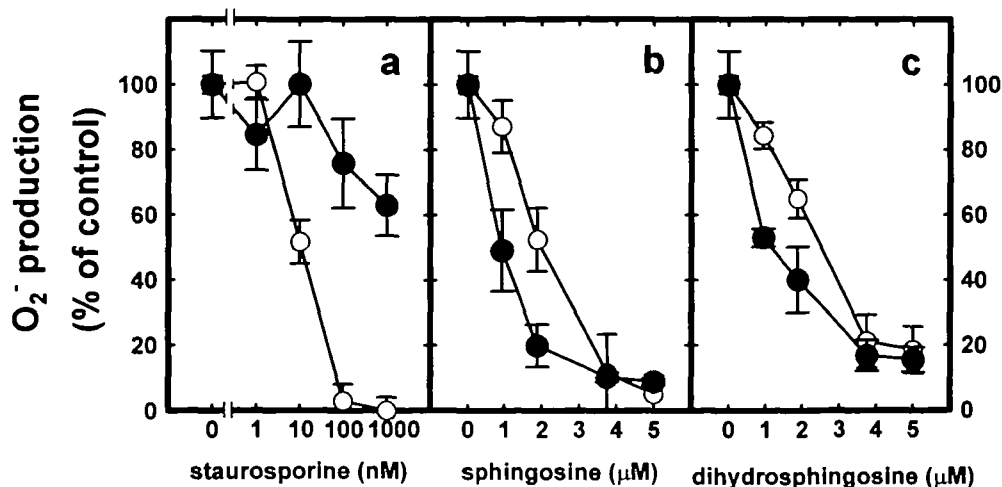 O₂⁻ production
(% of control)
a
b
c
100
80
60
40
20
0
100
80
60
40
20
0
0 1 10 100 1000
0 1 2 3 4 5
0 1 2 3 4 5
staurosporine (nM)
sphingosine (μM)
dihydrosphingosine (μM)